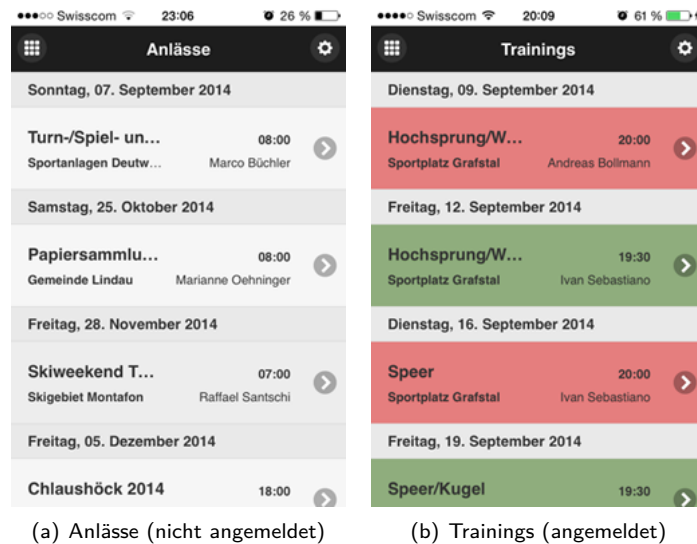 Swisscom 23:06 26 %
Anlässe
Sonntag, 07. September 2014
Turn-/Spiel- un... 08:00
Sportanlagen Deutw... Marco Büchler
Samstag, 25. Oktober 2014
Papiersammlu... 08:00
Gemeinde Lindau Marianne Oehninger
Freitag, 28. November 2014
Skiweekend T... 07:00
Skigebiet Montafon Raffael Santschi
Freitag, 05. Dezember 2014
Chlaushöck 2014 18:00
(a) Anlässe (nicht angemeldet)
Swisscom 20:09 61 %
Trainings
Dienstag, 09. September 2014
Hochsprung/W... 20:00
Sportplatz Grafstal Andreas Bollmann
Freitag, 12. September 2014
Hochsprung/W... 19:30
Sportplatz Grafstal Ivan Sebastiano
Dienstag, 16. September 2014
Speer 20:00
Sportplatz Grafstal Ivan Sebastiano
Freitag, 19. September 2014
Speer/Kugel 19:30
(b) Trainings (angemeldet)